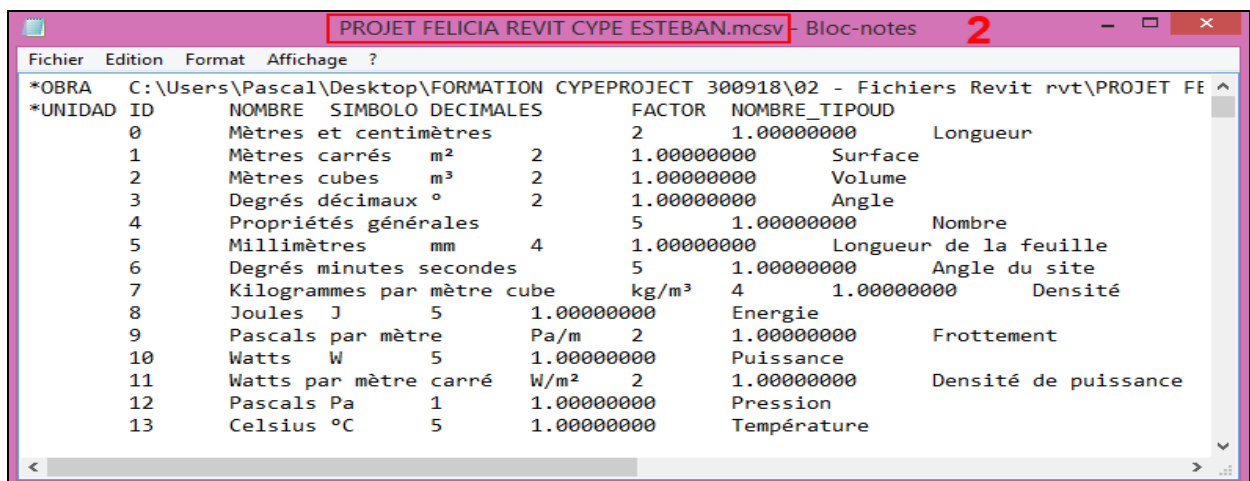 PROJET FELICIA REVIT CYPE ESTEBAN.mcsv - Bloc-notes 2
Fichier Edition Format Affichage ?
*OBRA C:\Users\Pascal\Desktop\FORMATION CYPEPROJECT 300918\02 - Fichiers Revit rvt\PROJET FE
*UNIDAD ID NOMBRE SIMBOLO DECIMALES FACTOR NOMBRE_TIPOUD
0 Mètres et centimètres 2 1.00000000 Longueur
1 Mètres carrés m² 2 1.00000000 Surface
2 Mètres cubes m³ 2 1.00000000 Volume
3 Degrés décimaux ° 2 1.00000000 Angle
4 Propriétés générales 5 1.00000000 Nombre
5 Millimètres mm 4 1.00000000 Longueur de la feuille
6 Degrés minutes secondes 5 1.00000000 Angle du site
7 Kilogrammes par mètre cube kg/m³ 4 1.00000000 Densité
8 Joules J 5 1.00000000 Energie
9 Pascals par mètre Pa/m 2 1.00000000 Frottement
10 Watts W 5 1.00000000 Puissance
11 Watts par mètre carré W/m² 2 1.00000000 Densité de puissance
12 Pascals Pa 1 1.00000000 Pression
13 Celsius °C 5 1.00000000 Température